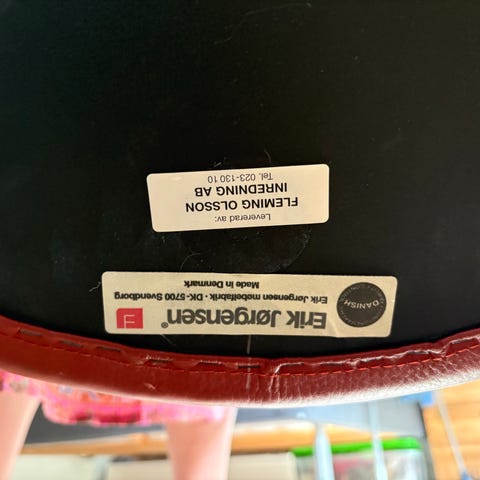 Leverad av:
FLEMING OLSSON
INREDNING AB
Tel. 023-130 10
DANISH
Erik Jørgensen®
Erik Jørgensen møbelfabrik · DK-5700 Svendborg
Made in Denmark